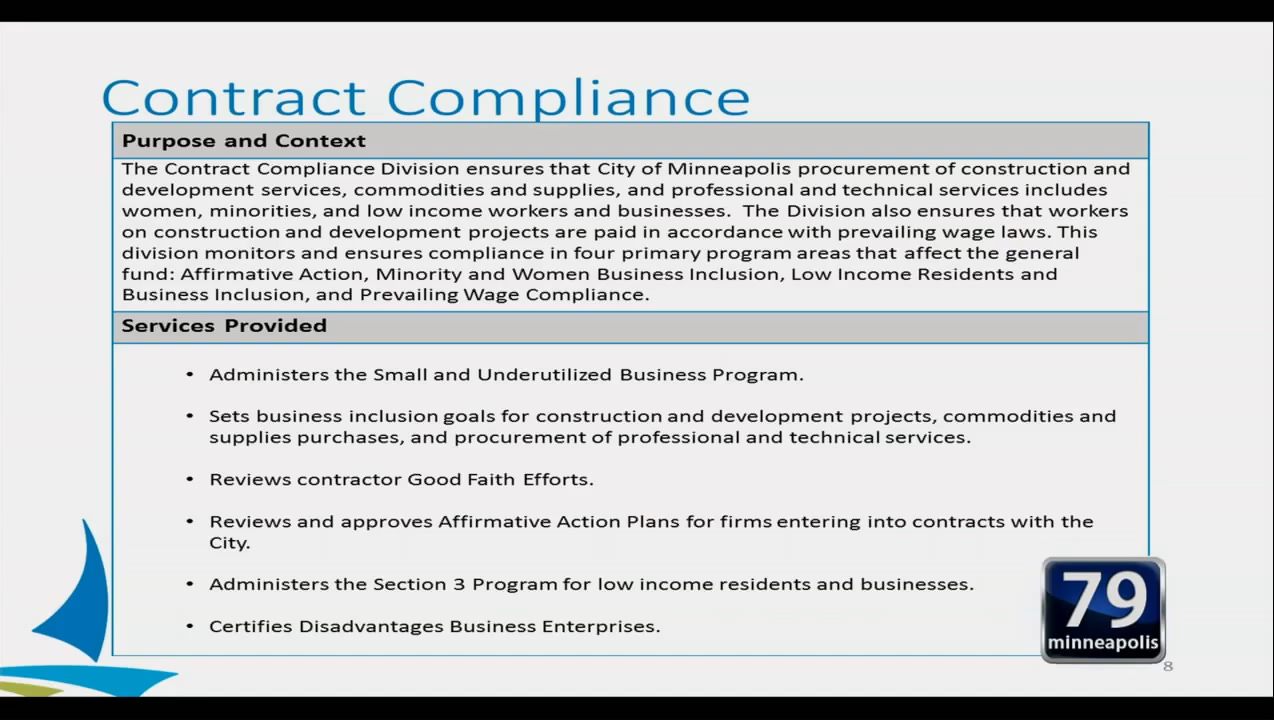 Contract Compliance
Purpose and Context
The Contract Compliance Division ensures that City of Minneapolis procurement of construction and
development services, commodities and supplies, and professional and technical services includes
women, minorities, and low income workers and businesses.  The Division also ensures that workers
on construction and development projects are paid in accordance with prevailing wage laws. This
division monitors and ensures compliance in four primary program areas that affect the general
fund: Affirmative Action, Minority and Women Business Inclusion, Low Income Residents and
Business Inclusion, and Prevailing Wage Compliance.
Services Provided
• Administers the Small and Underutilized Business Program.
• Sets business inclusion goals for construction and development projects, commodities and
supplies purchases, and procurement of professional and technical services.
• Reviews contractor Good Faith Efforts.
• Reviews and approves Affirmative Action Plans for firms entering into contracts with the
City.
• Administers the Section 3 Program for low income residents and businesses.
• Certifies Disadvantages Business Enterprises.
79
minneapolis
8